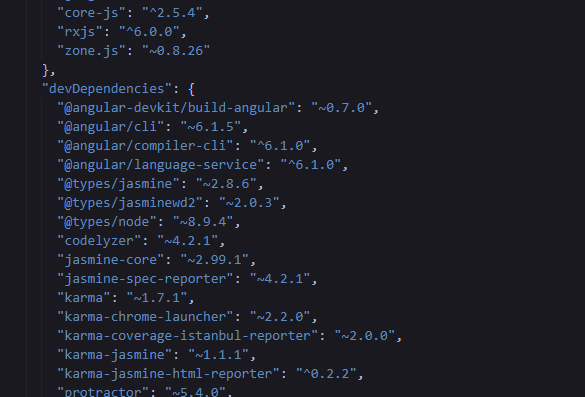 "core-js": "^2.5.4",
"rxjs": "^6.0.0",
"zone.js": "~0.8.26"
},
"devDependencies": {
"@angular-devkit/build-angular": "~0.7.0",
"@angular/cli": "~6.1.5",
"@angular/compiler-cli": "^6.1.0",
"@angular/language-service": "^6.1.0",
"@types/jasmine": "~2.8.6",
"@types/jasminewd2": "~2.0.3",
"@types/node": "~8.9.4",
"codelyzer": "~4.2.1",
"jasmine-core": "~2.99.1",
"jasmine-spec-reporter": "~4.2.1",
"karma": "~1.7.1",
"karma-chrome-launcher": "~2.2.0",
"karma-coverage-istanbul-reporter": "~2.0.0",
"karma-jasmine": "~1.1.1",
"karma-jasmine-html-reporter": "^0.2.2",
"protractor": "~5.4.0",